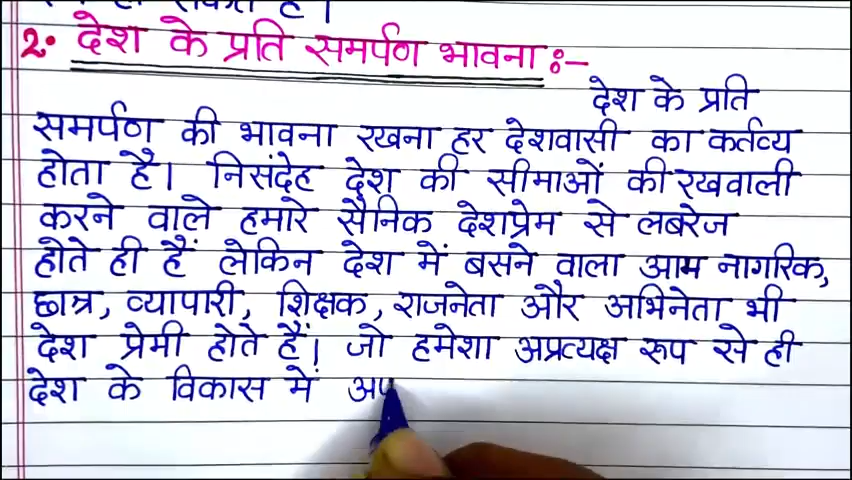 2. देश के प्रति समर्पण भावना :-
देश के प्रति
समर्पण की भावना रखना हर देशवासी का कर्तव्य
होता है। निसंदेह देश की सीमाओं की रखवाली
करने वाले हमारे सैनिक देशप्रेम से लबरेज
होते ही हैं लेकिन देश में बसने वाला आम नागरिक,
छात्र, व्यापारी, शिक्षक, राजनेता और अभिनेता भी
देश प्रेमी होते हैं। जो हमेशा अप्रत्यक्ष रूप से ही
देश के विकास में